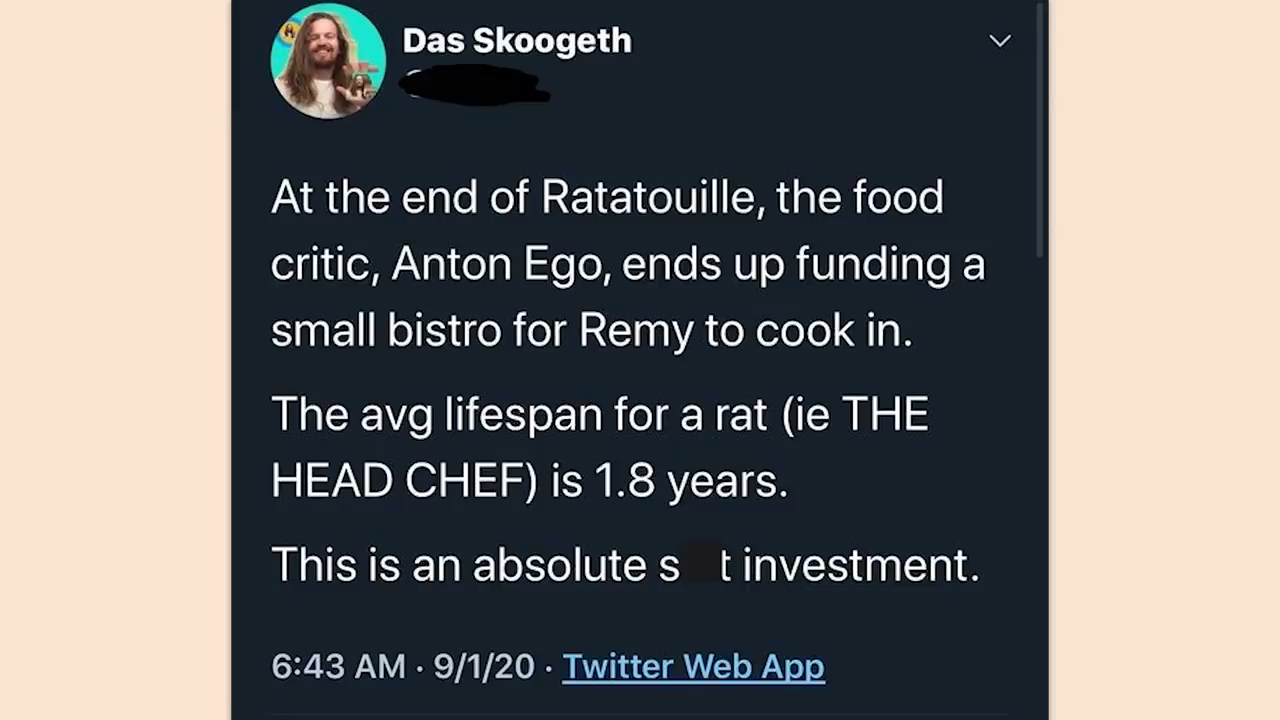 Das Skoogeth
At the end of Ratatouille, the food
critic, Anton Ego, ends up funding a
small bistro for Remy to cook in.
The avg lifespan for a rat (ie THE
HEAD CHEF) is 1.8 years.
This is an absolute s t investment.
6:43 AM · 9/1/20 · Twitter Web App